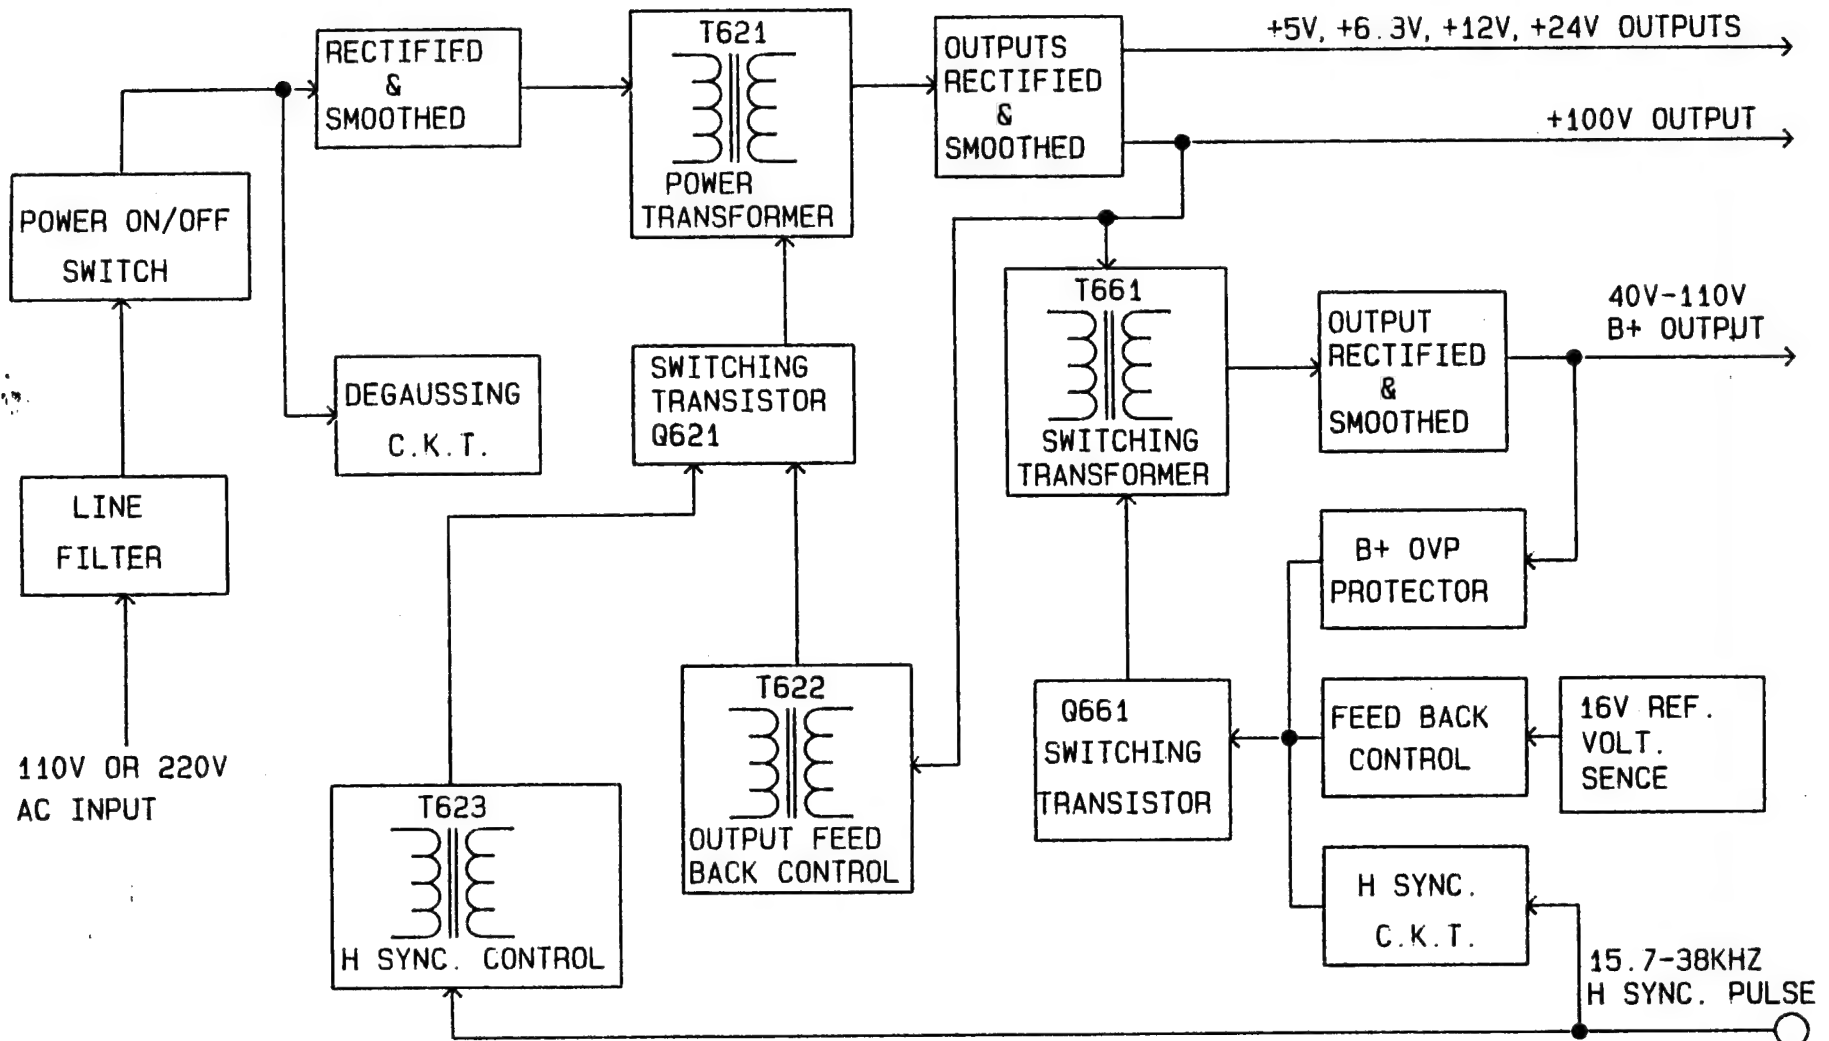 +5V, +6.3V, +12V, +24V OUTPUTS
+100V OUTPUT
RECTIFIED
&
SMOOTHED
T621
POWER
TRANSFORMER
OUTPUTS
RECTIFIED
&
SMOOTHED
POWER ON/OFF
SWITCH
LINE
FILTER
110V OR 220V
AC INPUT
DEGAUSSING
C.K.T.
SWITCHING
TRANSISTOR
Q621
T661
SWITCHING
TRANSFORMER
OUTPUT
RECTIFIED
&
SMOOTHED
40V-110V
B+ OUTPUT
B+ OVP
PROTECTOR
T622
OUTPUT FEED
BACK CONTROL
Q661
SWITCHING
TRANSISTOR
FEED BACK
CONTROL
16V REF.
VOLT.
SENCE
T623
H SYNC. CONTROL
H SYNC.
C.K.T.
15.7-38KHZ
H SYNC. PULSE